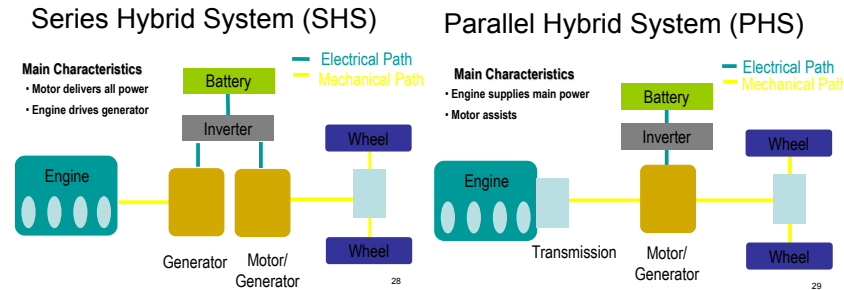 Series Hybrid System (SHS)
Electrical Path
Mechanical Path
Main Characteristics
• Motor delivers all power
• Engine drives generator
Battery
Inverter
Wheel
Engine
Wheel
Generator
Motor/
Generator
28
Parallel Hybrid System (PHS)
Electrical Path
Mechanical Path
Main Characteristics
• Engine supplies main power
• Motor assists
Battery
Inverter
Wheel
Engine
Wheel
Transmission
Motor/
Generator
29